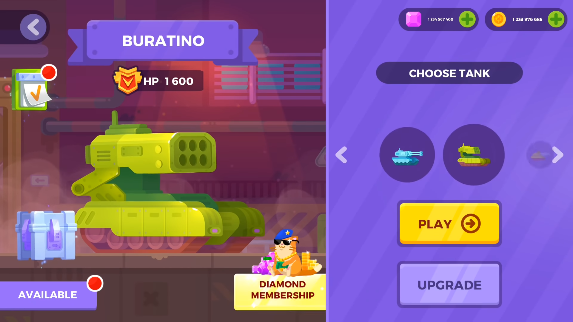 BURATINO
HP 1 600
AVAILABLE
DIAMOND
MEMBERSHIP
CHOOSE TANK
PLAY
UPGRADE